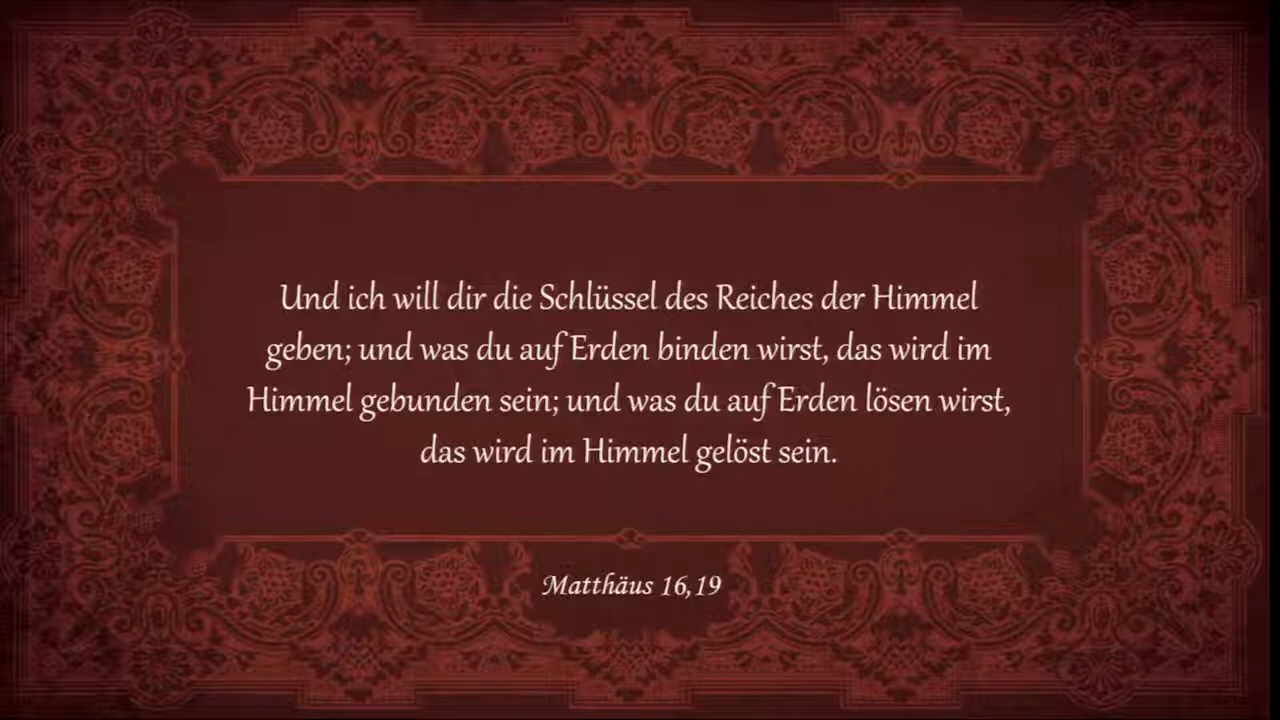 Und ich will dir die Schlüssel des Reiches der Himmel
geben; und was du auf Erden binden wirst, das wird im
Himmel gebunden sein; und was du auf Erden lösen wirst,
das wird im Himmel gelöst sein.
Matthäus 16,19